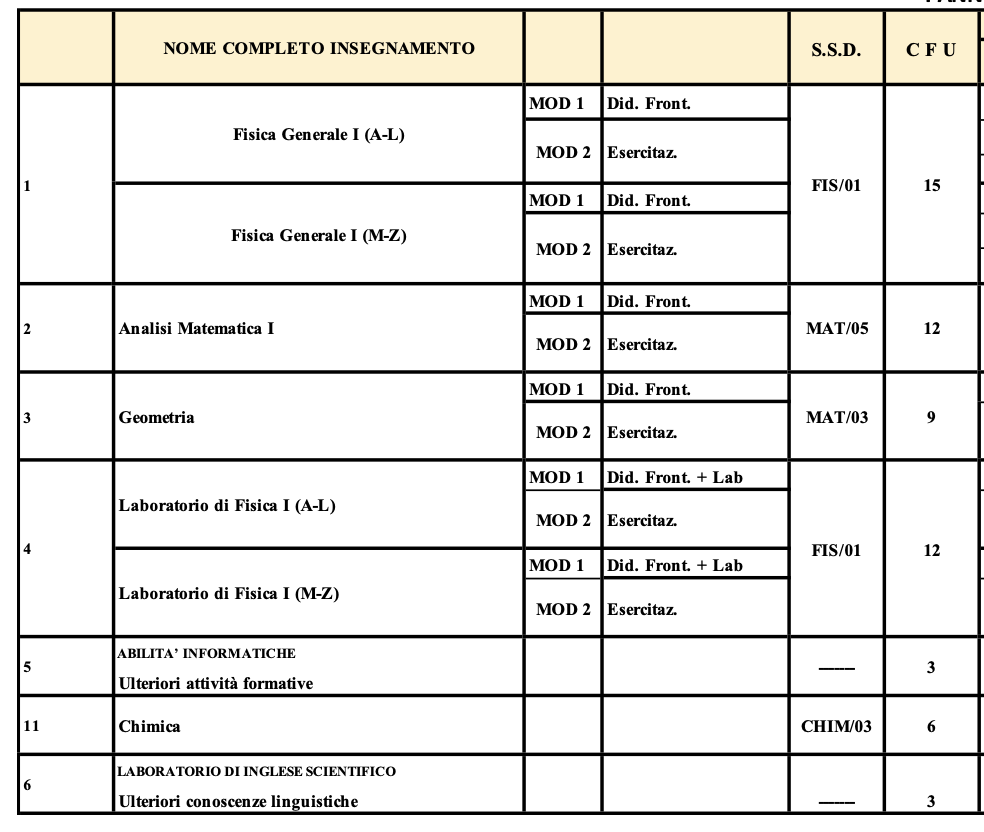 NOME COMPLETO INSEGNAMENTO S.S.D. C F U
1 Fisica Generale I (A-L) MOD 1 Did. Front. FIS/01 15
MOD 2 Esercitaz.
Fisica Generale I (M-Z) MOD 1 Did. Front.
MOD 2 Esercitaz.
2 Analisi Matematica I MOD 1 Did. Front. MAT/05 12
MOD 2 Esercitaz.
3 Geometria MOD 1 Did. Front. MAT/03 9
MOD 2 Esercitaz.
4 Laboratorio di Fisica I (A-L) MOD 1 Did. Front. + Lab FIS/01 12
MOD 2 Esercitaz.
Laboratorio di Fisica I (M-Z) MOD 1 Did. Front. + Lab
MOD 2 Esercitaz.
5 ABILITA’ INFORMATICHE —— 3
Ulteriori attività formative
11 Chimica CHIM/03 6
6 LABORATORIO DI INGLESE SCIENTIFICO
Ulteriori conoscenze linguistiche —— 3